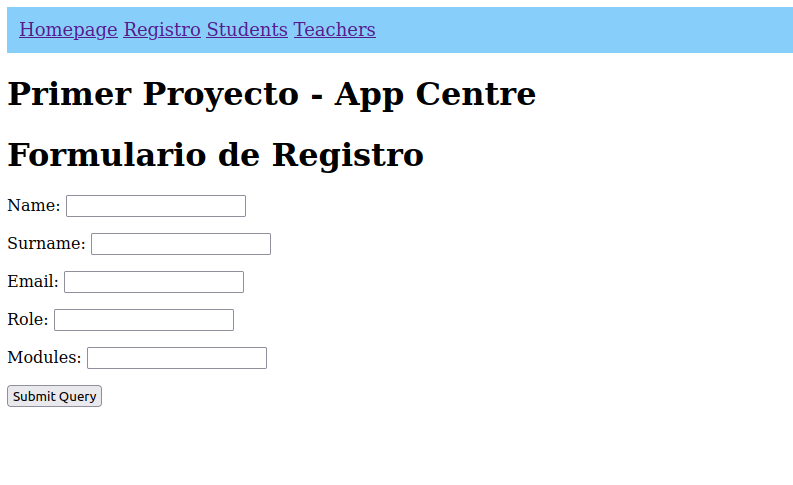 Homepage Registro Students Teachers
Primer Proyecto - App Centre
Formulario de Registro
Name:
Surname:
Email:
Role:
Modules:
Submit Query